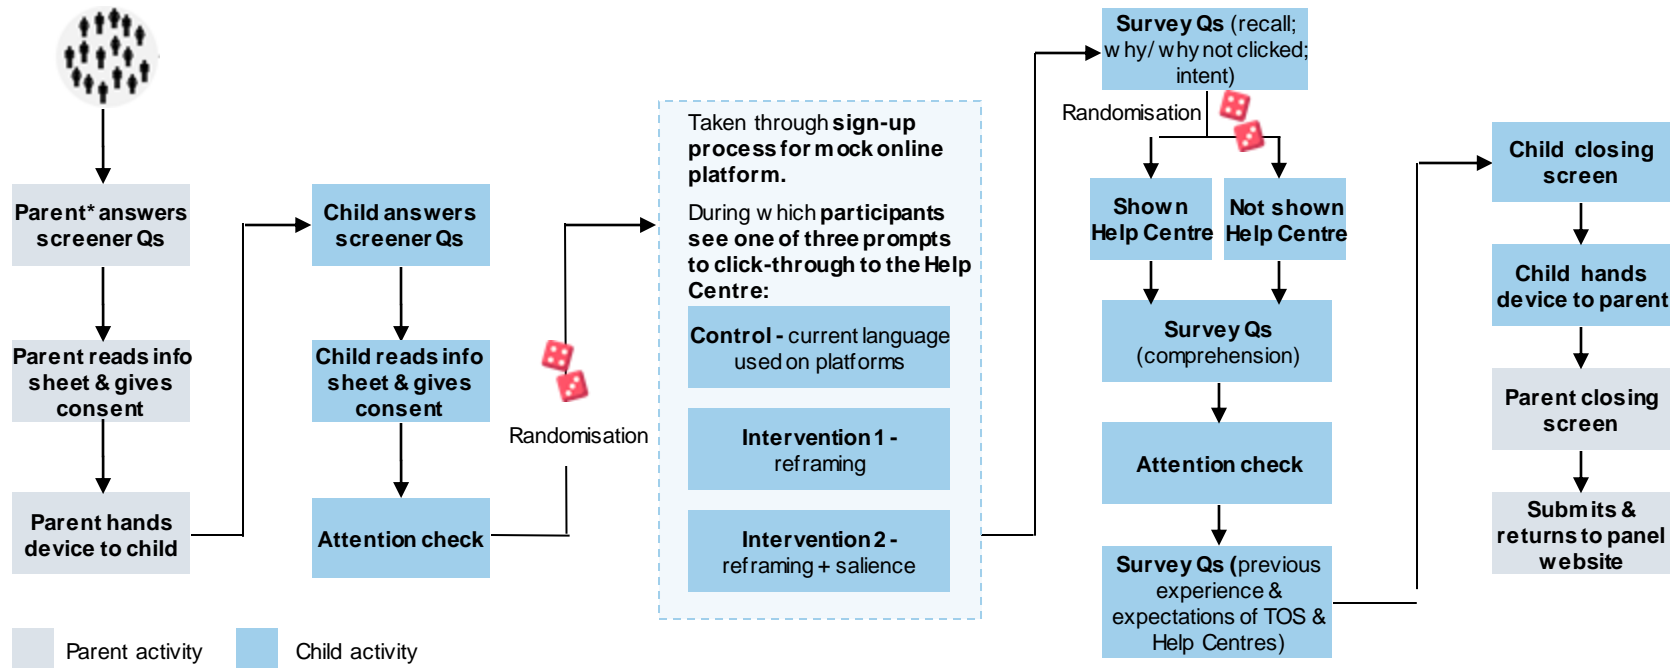 Parent* answers
screener Qs
Parent reads info
sheet & gives
consent
Parent hands
device to child
Child answers
screener Qs
Child reads info
sheet & gives
consent
Attention check
Randomisation
Taken through sign-up
process for mock online
platform.
During which participants
see one of three prompts
to click-through to the Help
Centre:
Control - current language
used on platforms
Intervention 1 -
reframing
Intervention 2 -
reframing + salience
Survey Qs (recall;
why/ why not clicked;
intent)
Randomisation
Shown
Help Centre
Not shown
Help Centre
Survey Qs
(comprehension)
Attention check
Survey Qs (previous
experience &
expectations of TOS &
Help Centres)
Child closing
screen
Child hands
device to parent
Parent closing
screen
Submits &
returns to panel
website
Parent activity
Child activity